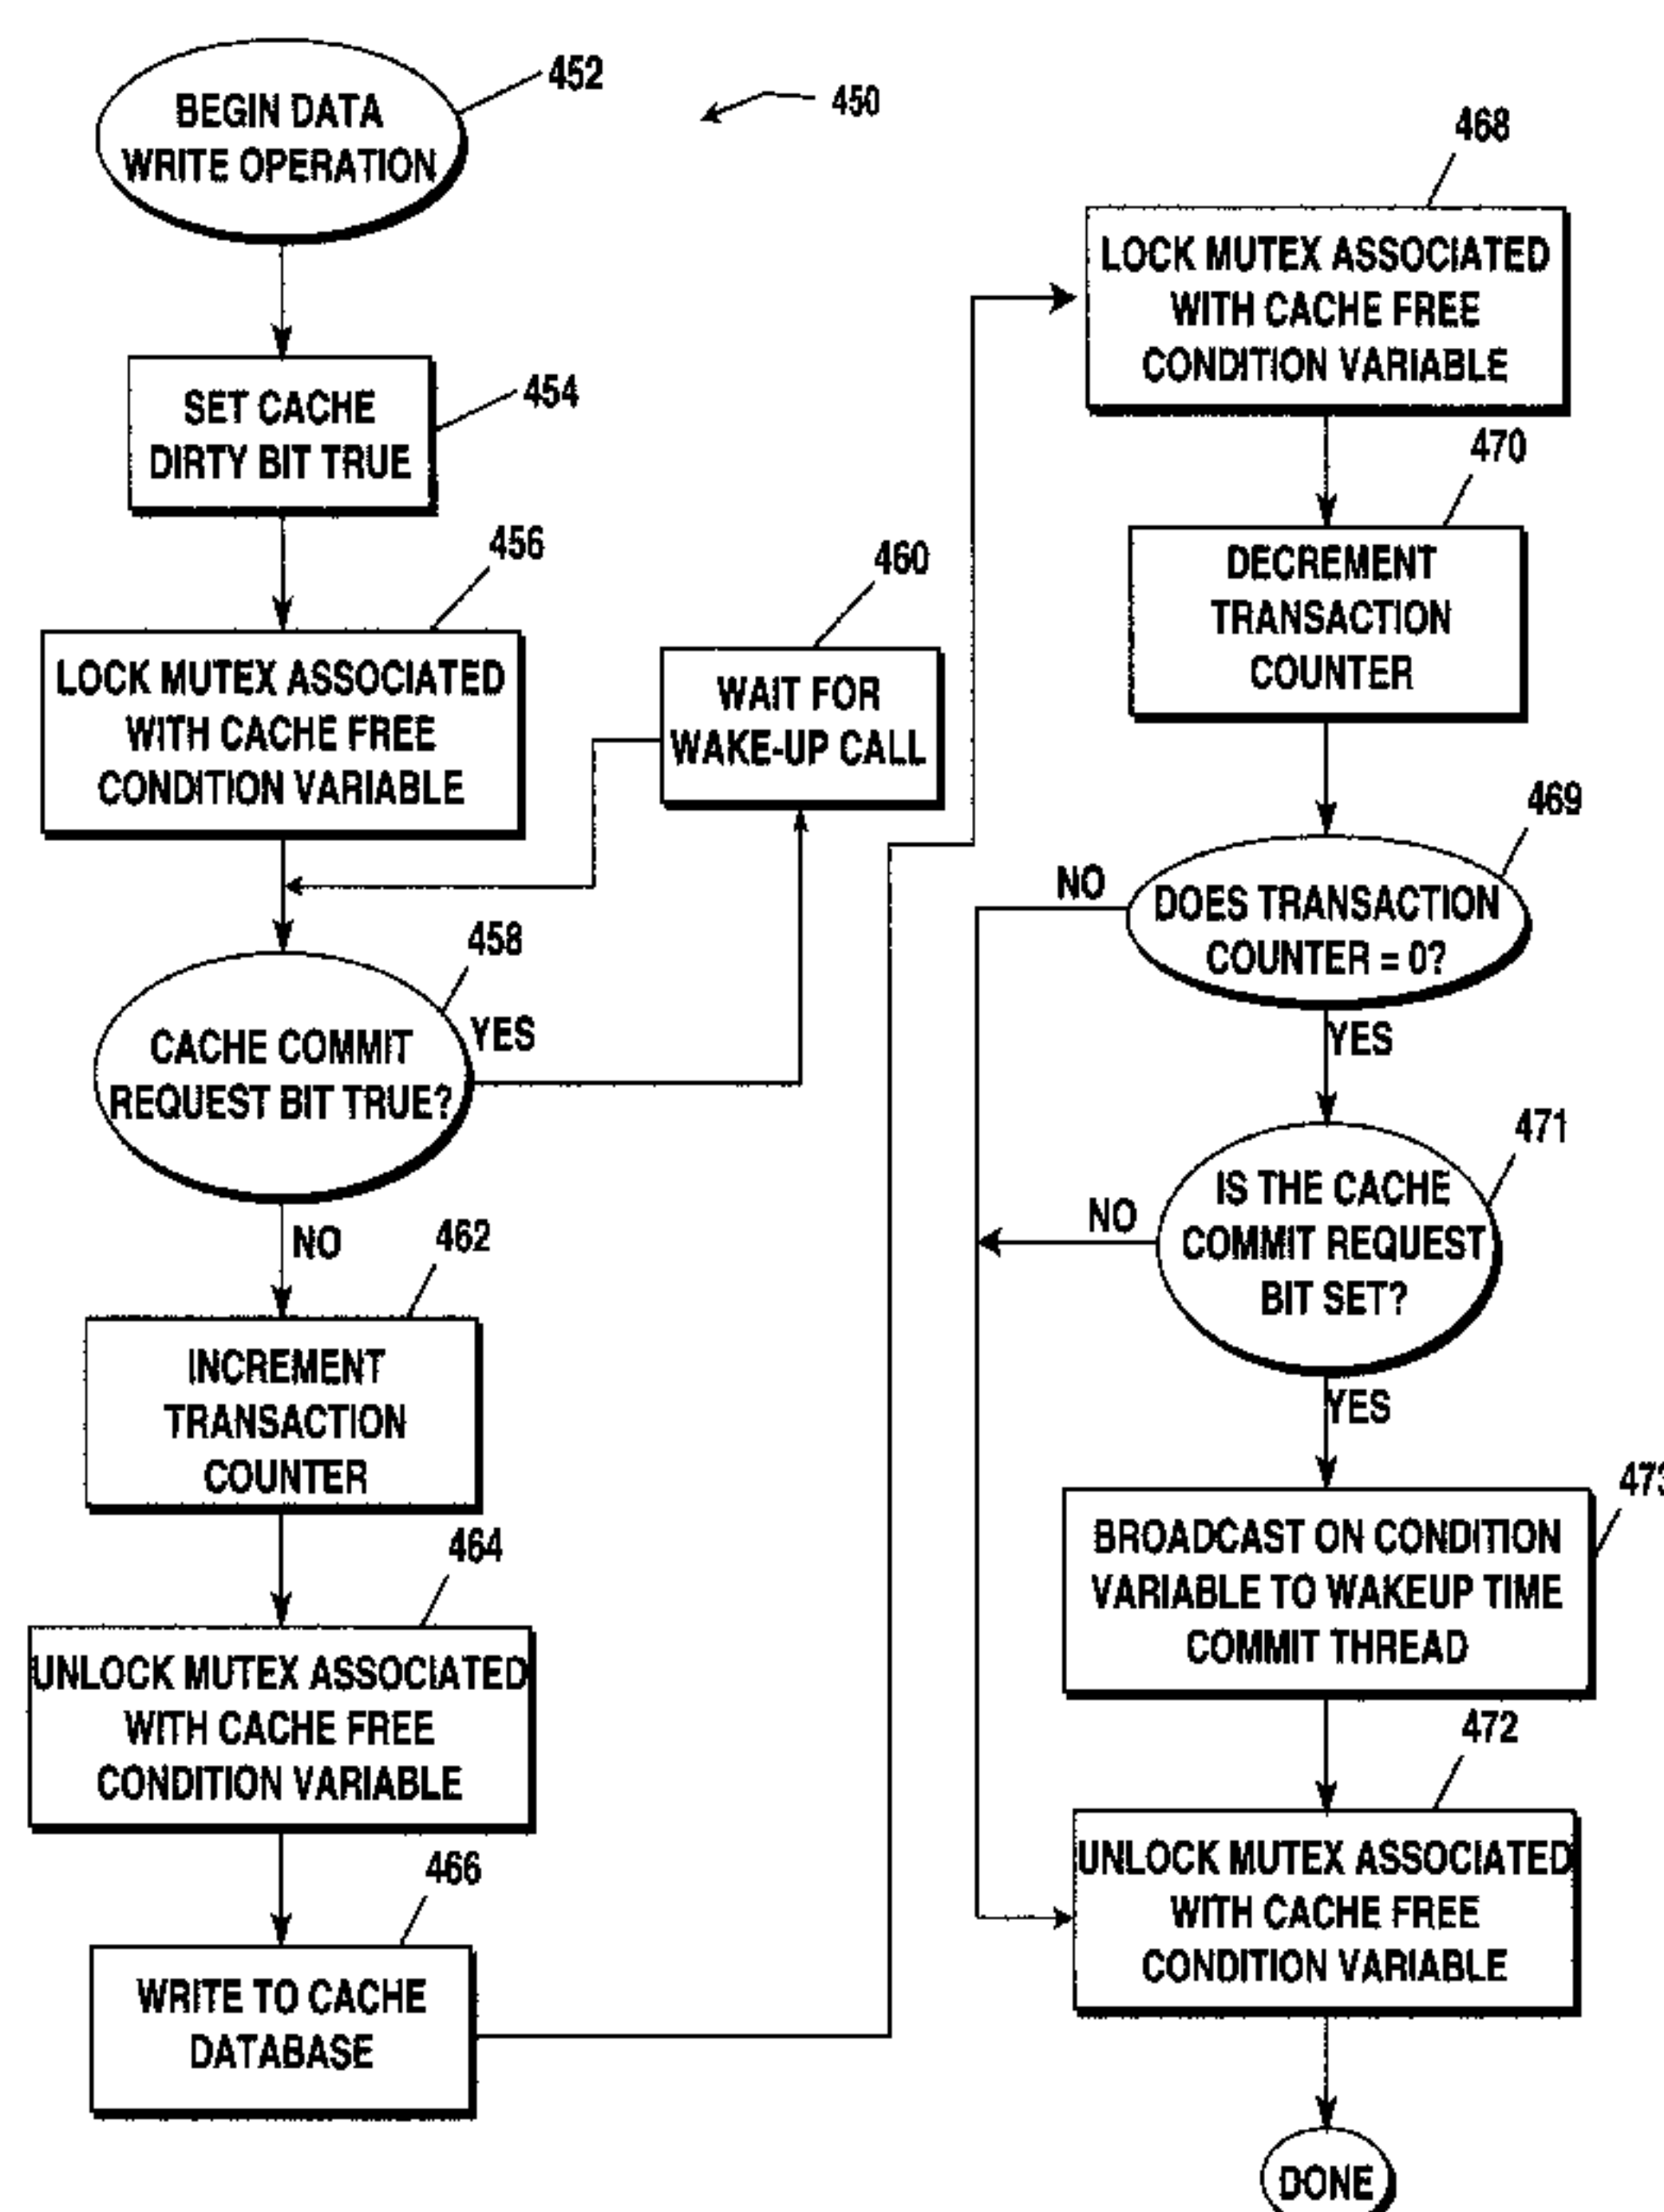 BEGIN DATA
WRITE OPERATION
452
450
SET CACHE
DIRTY BIT TRUE
454
456
LOCK MUTEX ASSOCIATED
WITH CACHE FREE
CONDITION VARIABLE
460
WAIT FOR
WAKE-UP CALL
458
CACHE COMMIT
REQUEST BIT TRUE?
YES
NO
462
INCREMENT
TRANSACTION
COUNTER
464
UNLOCK MUTEX ASSOCIATED
WITH CACHE FREE
CONDITION VARIABLE
466
WRITE TO CACHE
DATABASE
468
LOCK MUTEX ASSOCIATED
WITH CACHE FREE
CONDITION VARIABLE
470
DECREMENT
TRANSACTION
COUNTER
469
NO
DOES TRANSACTION
COUNTER = 0?
YES
471
NO
IS THE CACHE
COMMIT REQUEST
BIT SET?
YES
473
BROADCAST ON CONDITION
VARIABLE TO WAKEUP TIME
COMMIT THREAD
472
UNLOCK MUTEX ASSOCIATED
WITH CACHE FREE
CONDITION VARIABLE
DONE